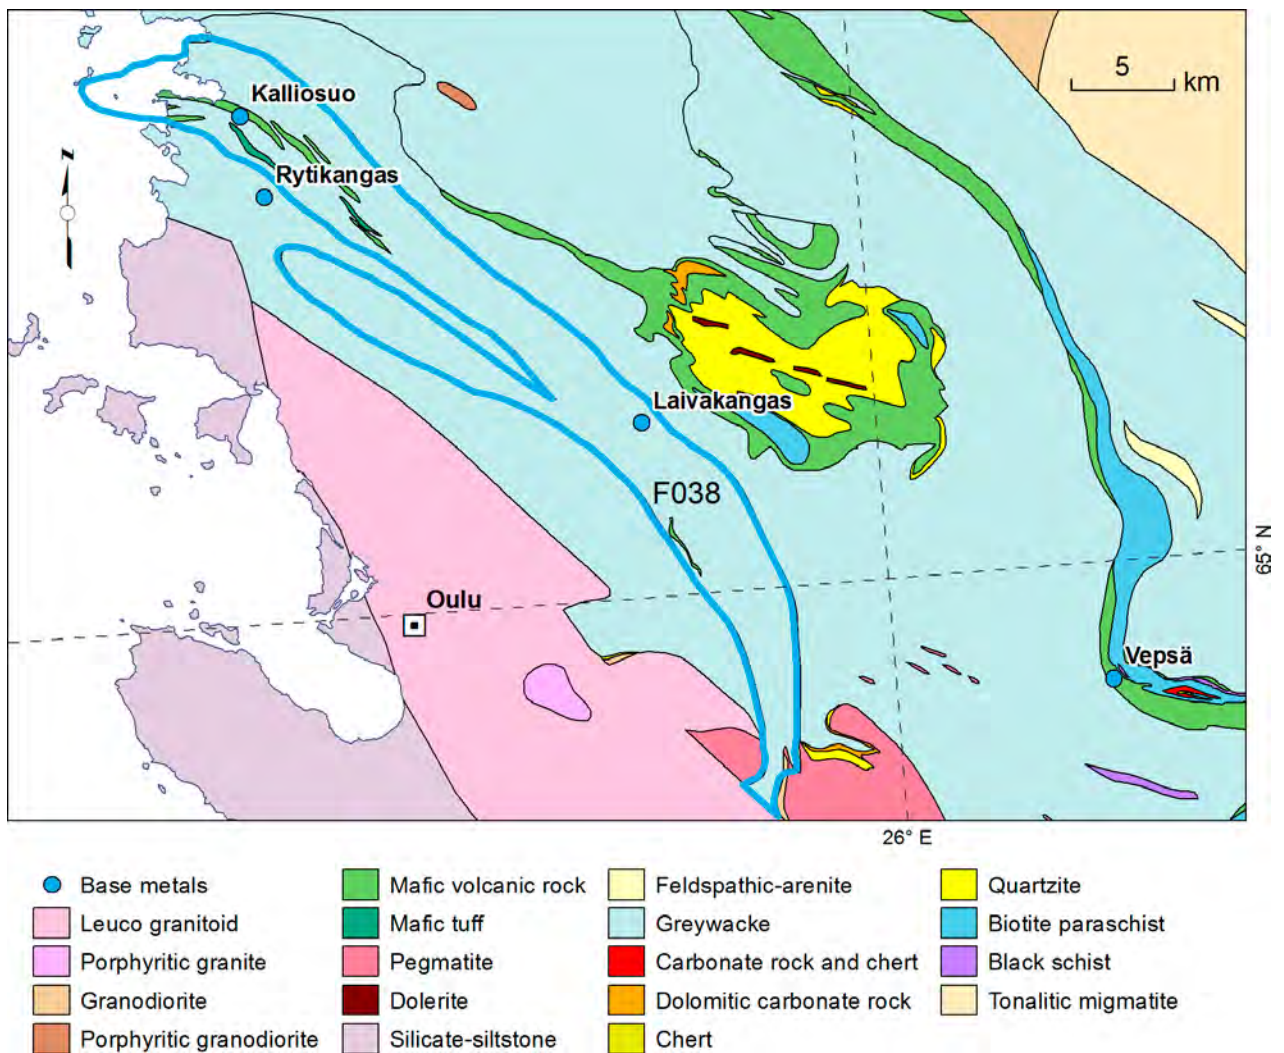 5
km
Kalliosuo
z
Rytikangas
Laivakangas
F038
65° N
Oulu
Vepsä
26° E
Base metals
Mafic volcanic rock
Feldspathic-arenite
Quartzite
Leuco granitoid
Mafic tuff
Greywacke
Biotite paraschist
Porphyritic granite
Pegmatite
Carbonate rock and chert
Black schist
Granodiorite
Dolerite
Dolomitic carbonate rock
Tonalitic migmatite
Porphyritic granodiorite
Silicate-siltstone
Chert